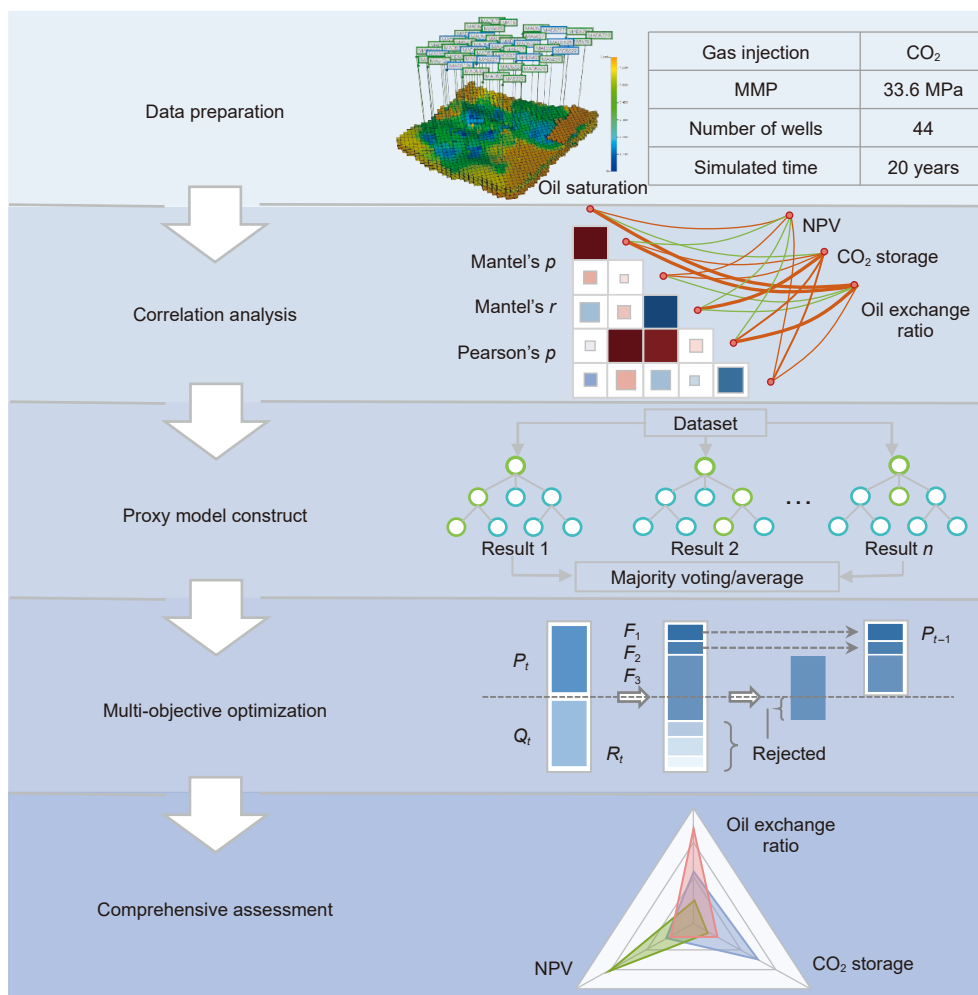 Data preparation
Oil saturation
Gas injection CO₂
MMP 33.6 MPa
Number of wells 44
Simulated time 20 years
Correlation analysis
Mantel's p
Mantel's r
Pearson's p
NPV
CO₂ storage
Oil exchange
ratio
Proxy model construct
Dataset
...
Result 1
Result 2
Result n
Majority voting/average
Multi-objective optimization
Pₜ
Qₜ
Rₜ
F₁
F₂
F₃
Rejected
Pₜ₋₁
Comprehensive assessment
Oil exchange
ratio
NPV
CO₂ storage